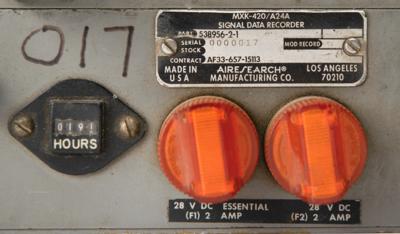 017
MXK-420/A24A
SIGNAL DATA RECORDER
PART 538956-2-1
SERIAL 0000017 MOD RECORD
STOCK
CONTRACT AF33-657-15113
MADE IN U.S.A AIRESEARCH MANUFACTURING CO. LOS ANGELES 70210
0191
HOURS
28 V DC ESSENTIAL 28 V DC
(F1) 2 AMP (F2) 2 AMP